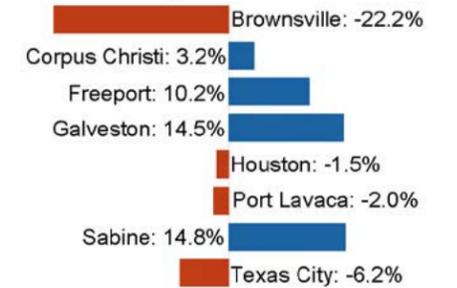 Brownsville: -22.2%
Corpus Christi: 3.2%
Freeport: 10.2%
Galveston: 14.5%
Houston: -1.5%
Port Lavaca: -2.0%
Sabine: 14.8%
Texas City: -6.2%